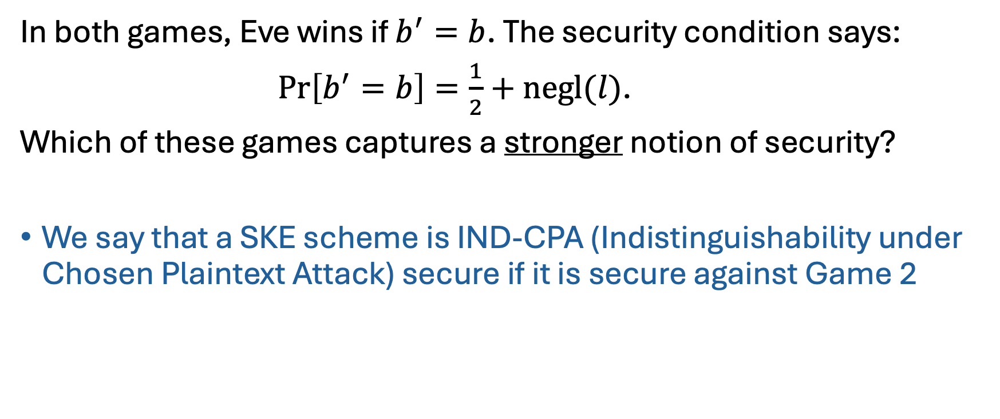 In both games, Eve wins if b′ = b. The security condition says:
Pr[b′ = b] = 1/2 + negl(l).
Which of these games captures a stronger notion of security?
• We say that a SKE scheme is IND-CPA (Indistinguishability under
Chosen Plaintext Attack) secure if it is secure against Game 2